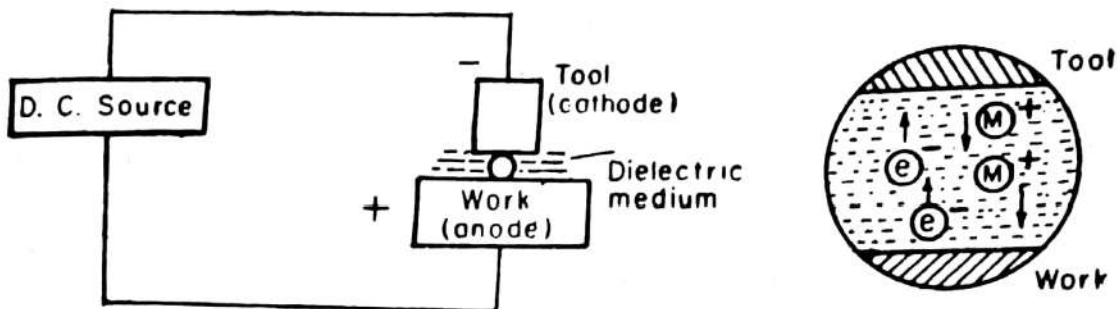 D. C. Source
−
Tool
(cathode)
Dielectric
medium
+
Work
(anode)
Tool
M +
e −
M +
e −
Work